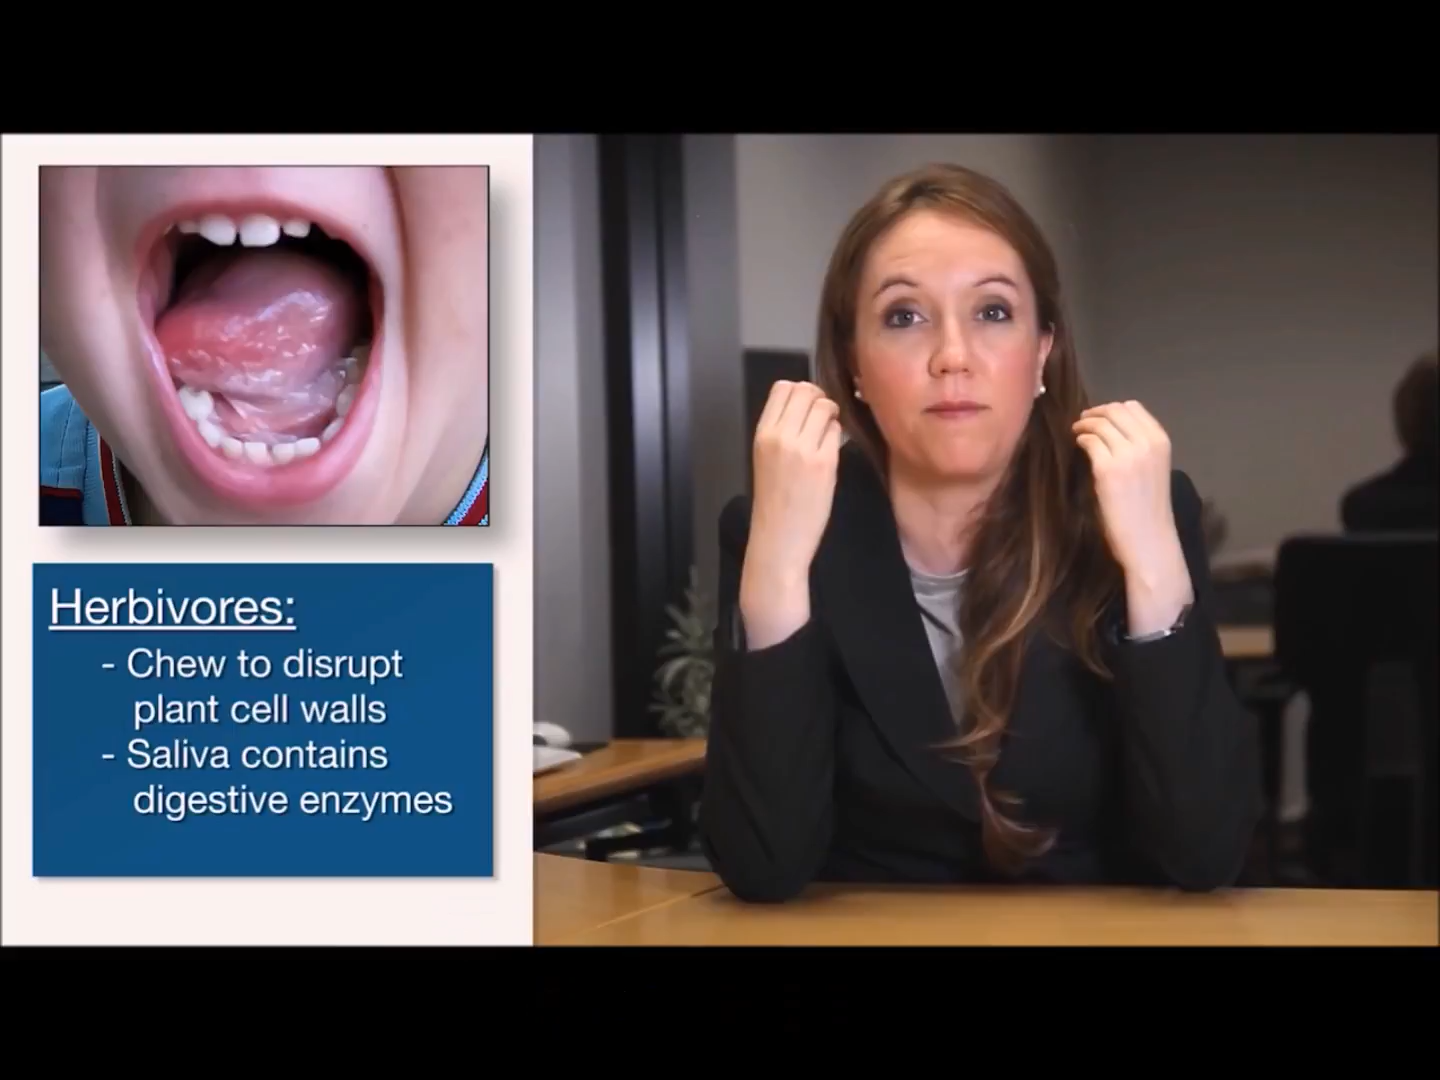 Herbivores:
- Chew to disrupt
plant cell walls
- Saliva contains
digestive enzymes